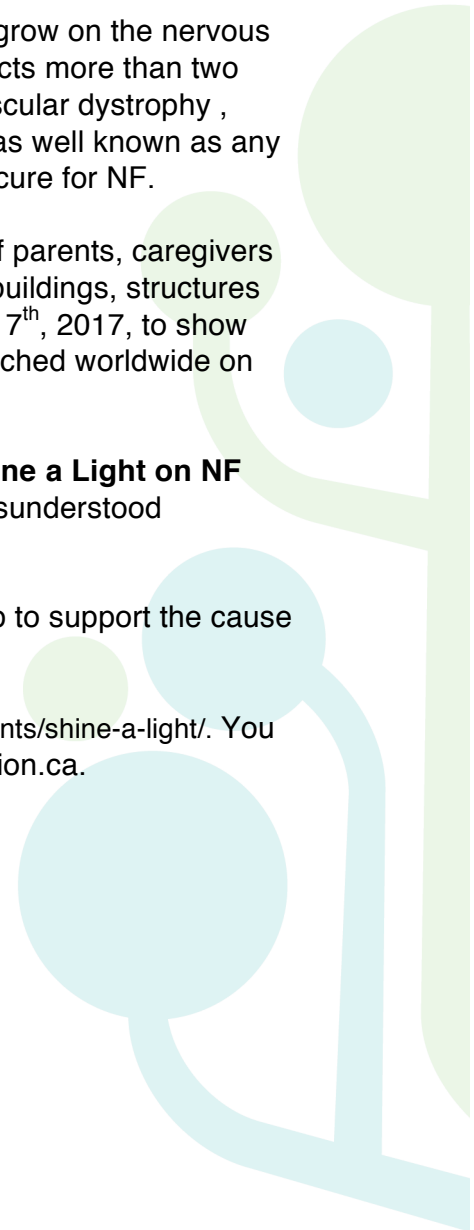 grow on the nervous
cts more than two
scular dystrophy ,
as well known as any
cure for NF.
f parents, caregivers
buildings, structures
7th, 2017, to show
ched worldwide on
ne a Light on NF
sunderstood
o to support the cause
nts/shine-a-light/. You
ion.ca.